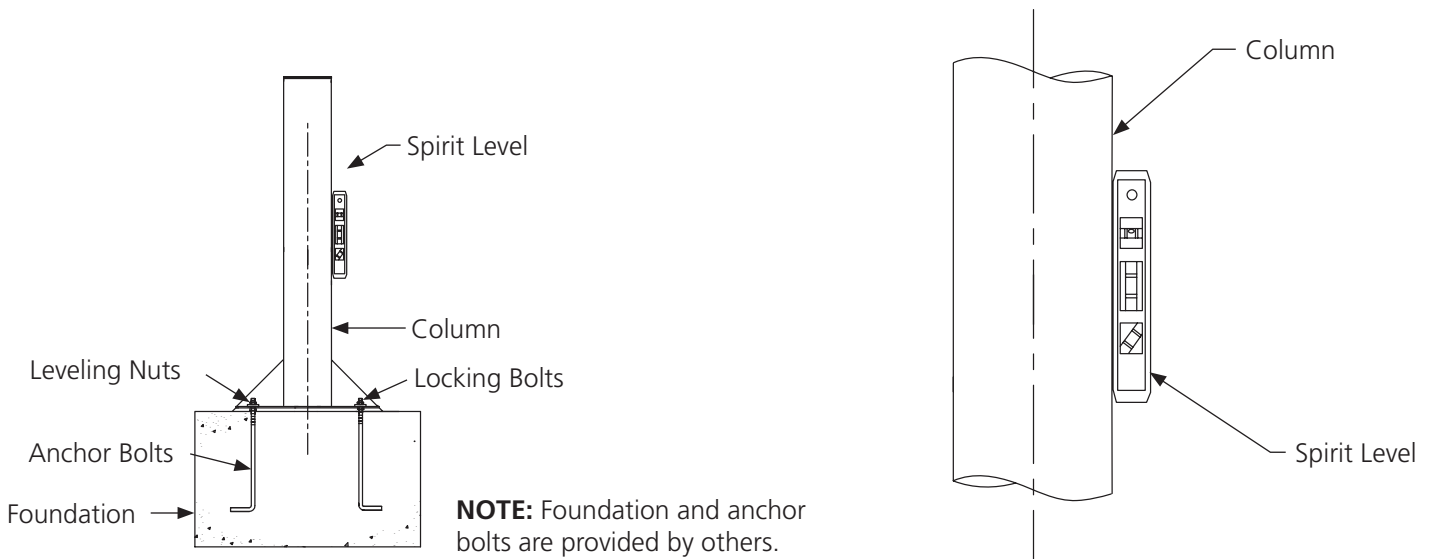 Spirit Level
Column
Leveling Nuts
Locking Bolts
Anchor Bolts
Foundation
NOTE: Foundation and anchor
bolts are provided by others.
Column
Spirit Level